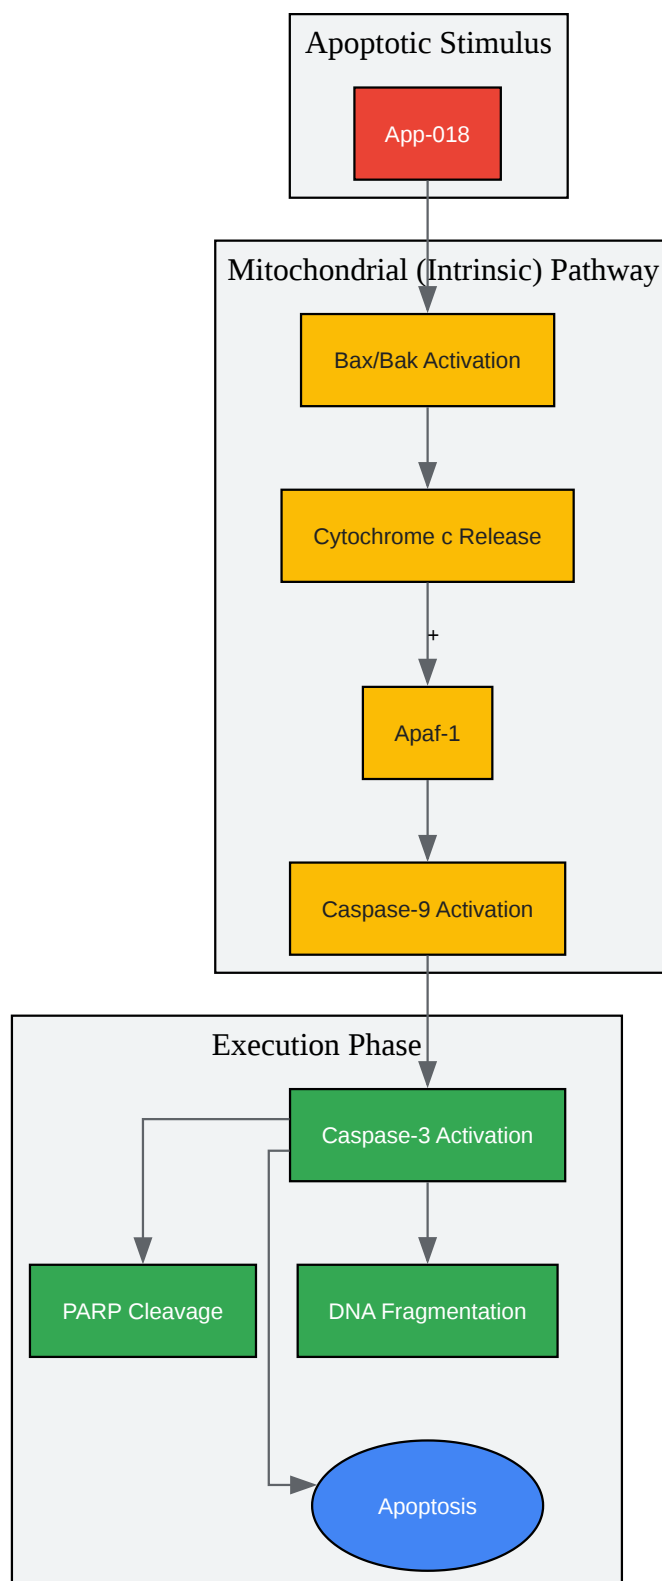 Apoptotic Stimulus
App-018
Mitochondrial (Intrinsic) Pathway
Bax/Bak Activation
Cytochrome c Release
+
Apaf-1
Caspase-9 Activation
Execution Phase
Caspase-3 Activation
PARP Cleavage
DNA Fragmentation
Apoptosis